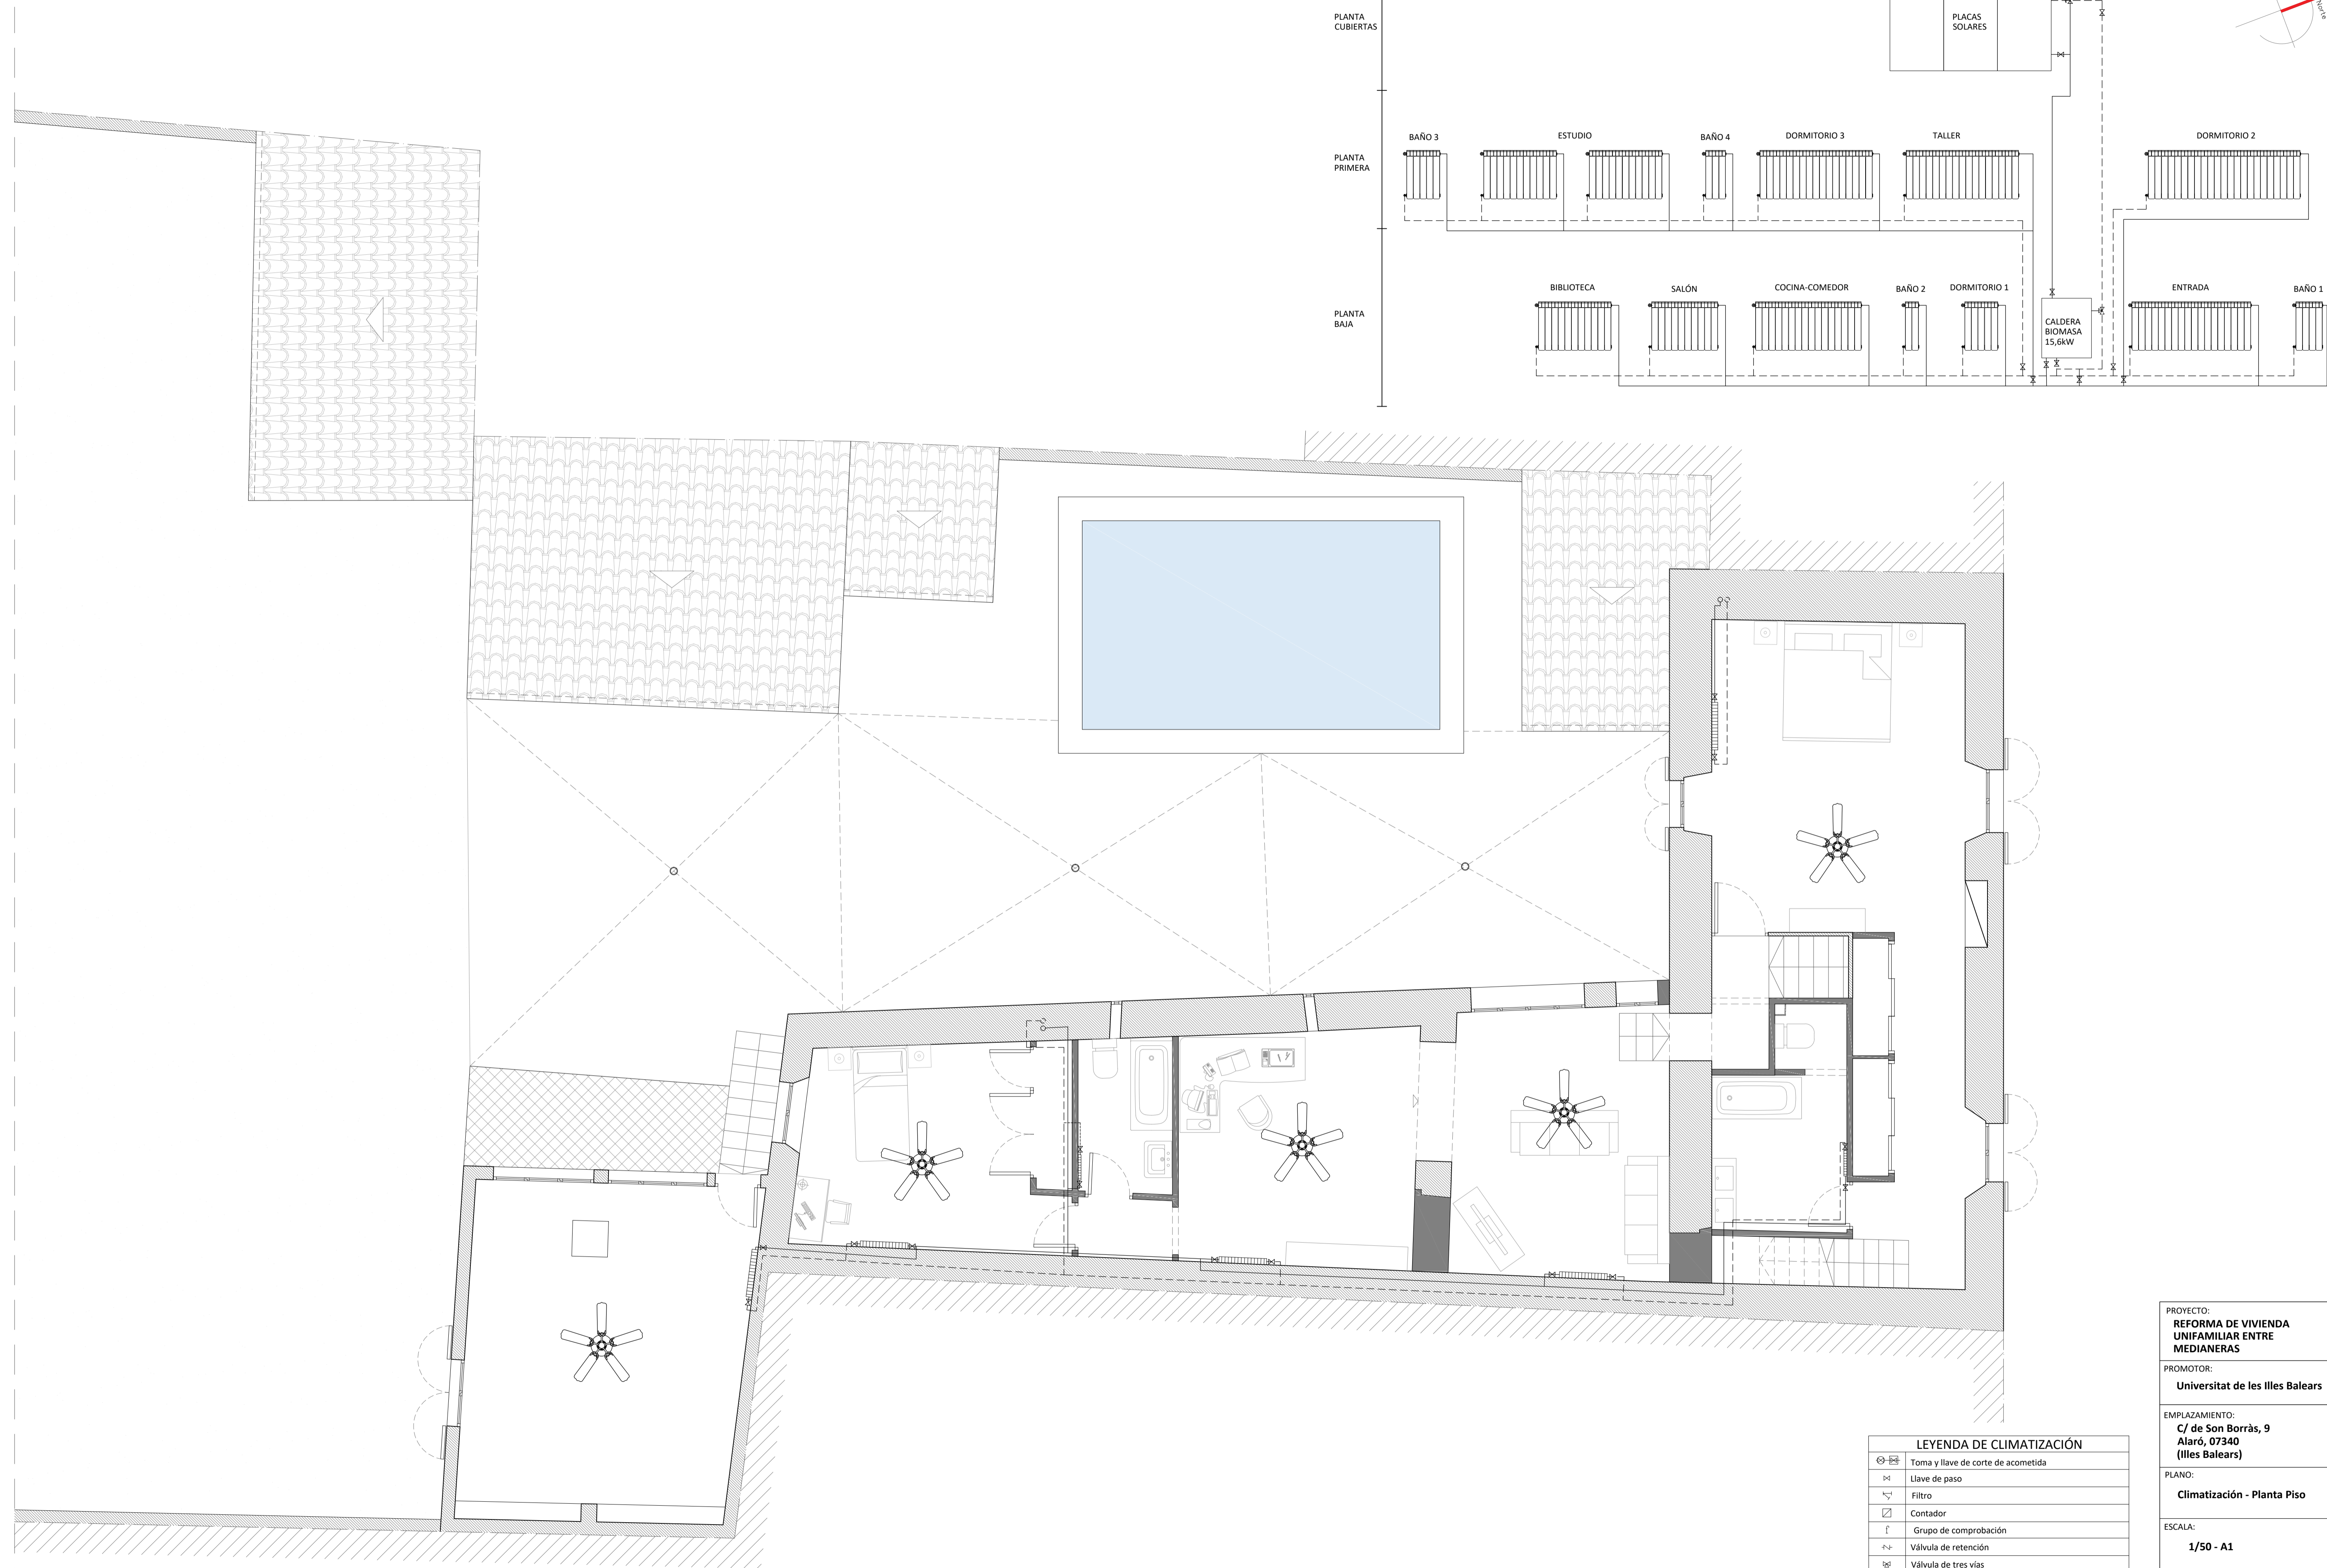 PLANTA
CUBIERTAS
PLACAS
SOLARES
Norte
PLANTA
PRIMERA
BAÑO 3
ESTUDIO
BAÑO 4
DORMITORIO 3
TALLER
DORMITORIO 2
PLANTA
BAJA
BIBLIOTECA
SALÓN
COCINA-COMEDOR
BAÑO 2
DORMITORIO 1
CALDERA
BIOMASA
15,6kW
ENTRADA
BAÑO 1
LEYENDA DE CLIMATIZACIÓN
Toma y llave de corte de acometida
Llave de paso
Filtro
Contador
Grupo de comprobación
Válvula de retención
Válvula de tres vías
PROYECTO:
REFORMA DE VIVIENDA
UNIFAMILIAR ENTRE
MEDIANERAS
PROMOTOR:
Universitat de les Illes Balears
EMPLAZAMIENTO:
C/ de Son Borràs, 9
Alaró, 07340
(Illes Balears)
PLANO:
Climatización - Planta Piso
ESCALA:
1/50 - A1